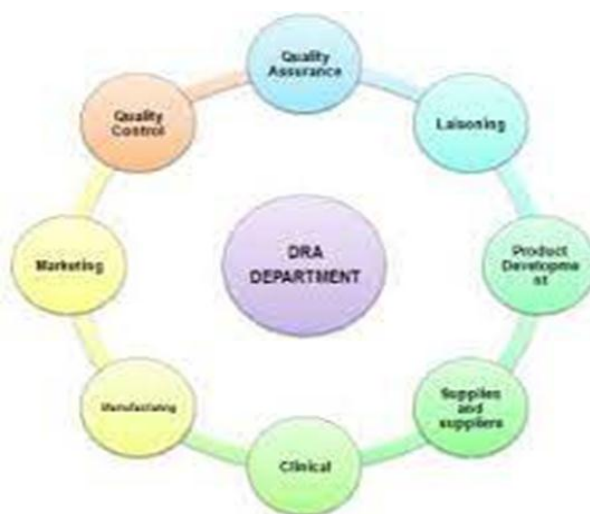 Quality
Assurance
Laisoning
Product
Developme
nt
Supplies
and
suppliers
Clinical
Manufacturing
Marketing
Quality
Control
DRA
DEPARTMENT